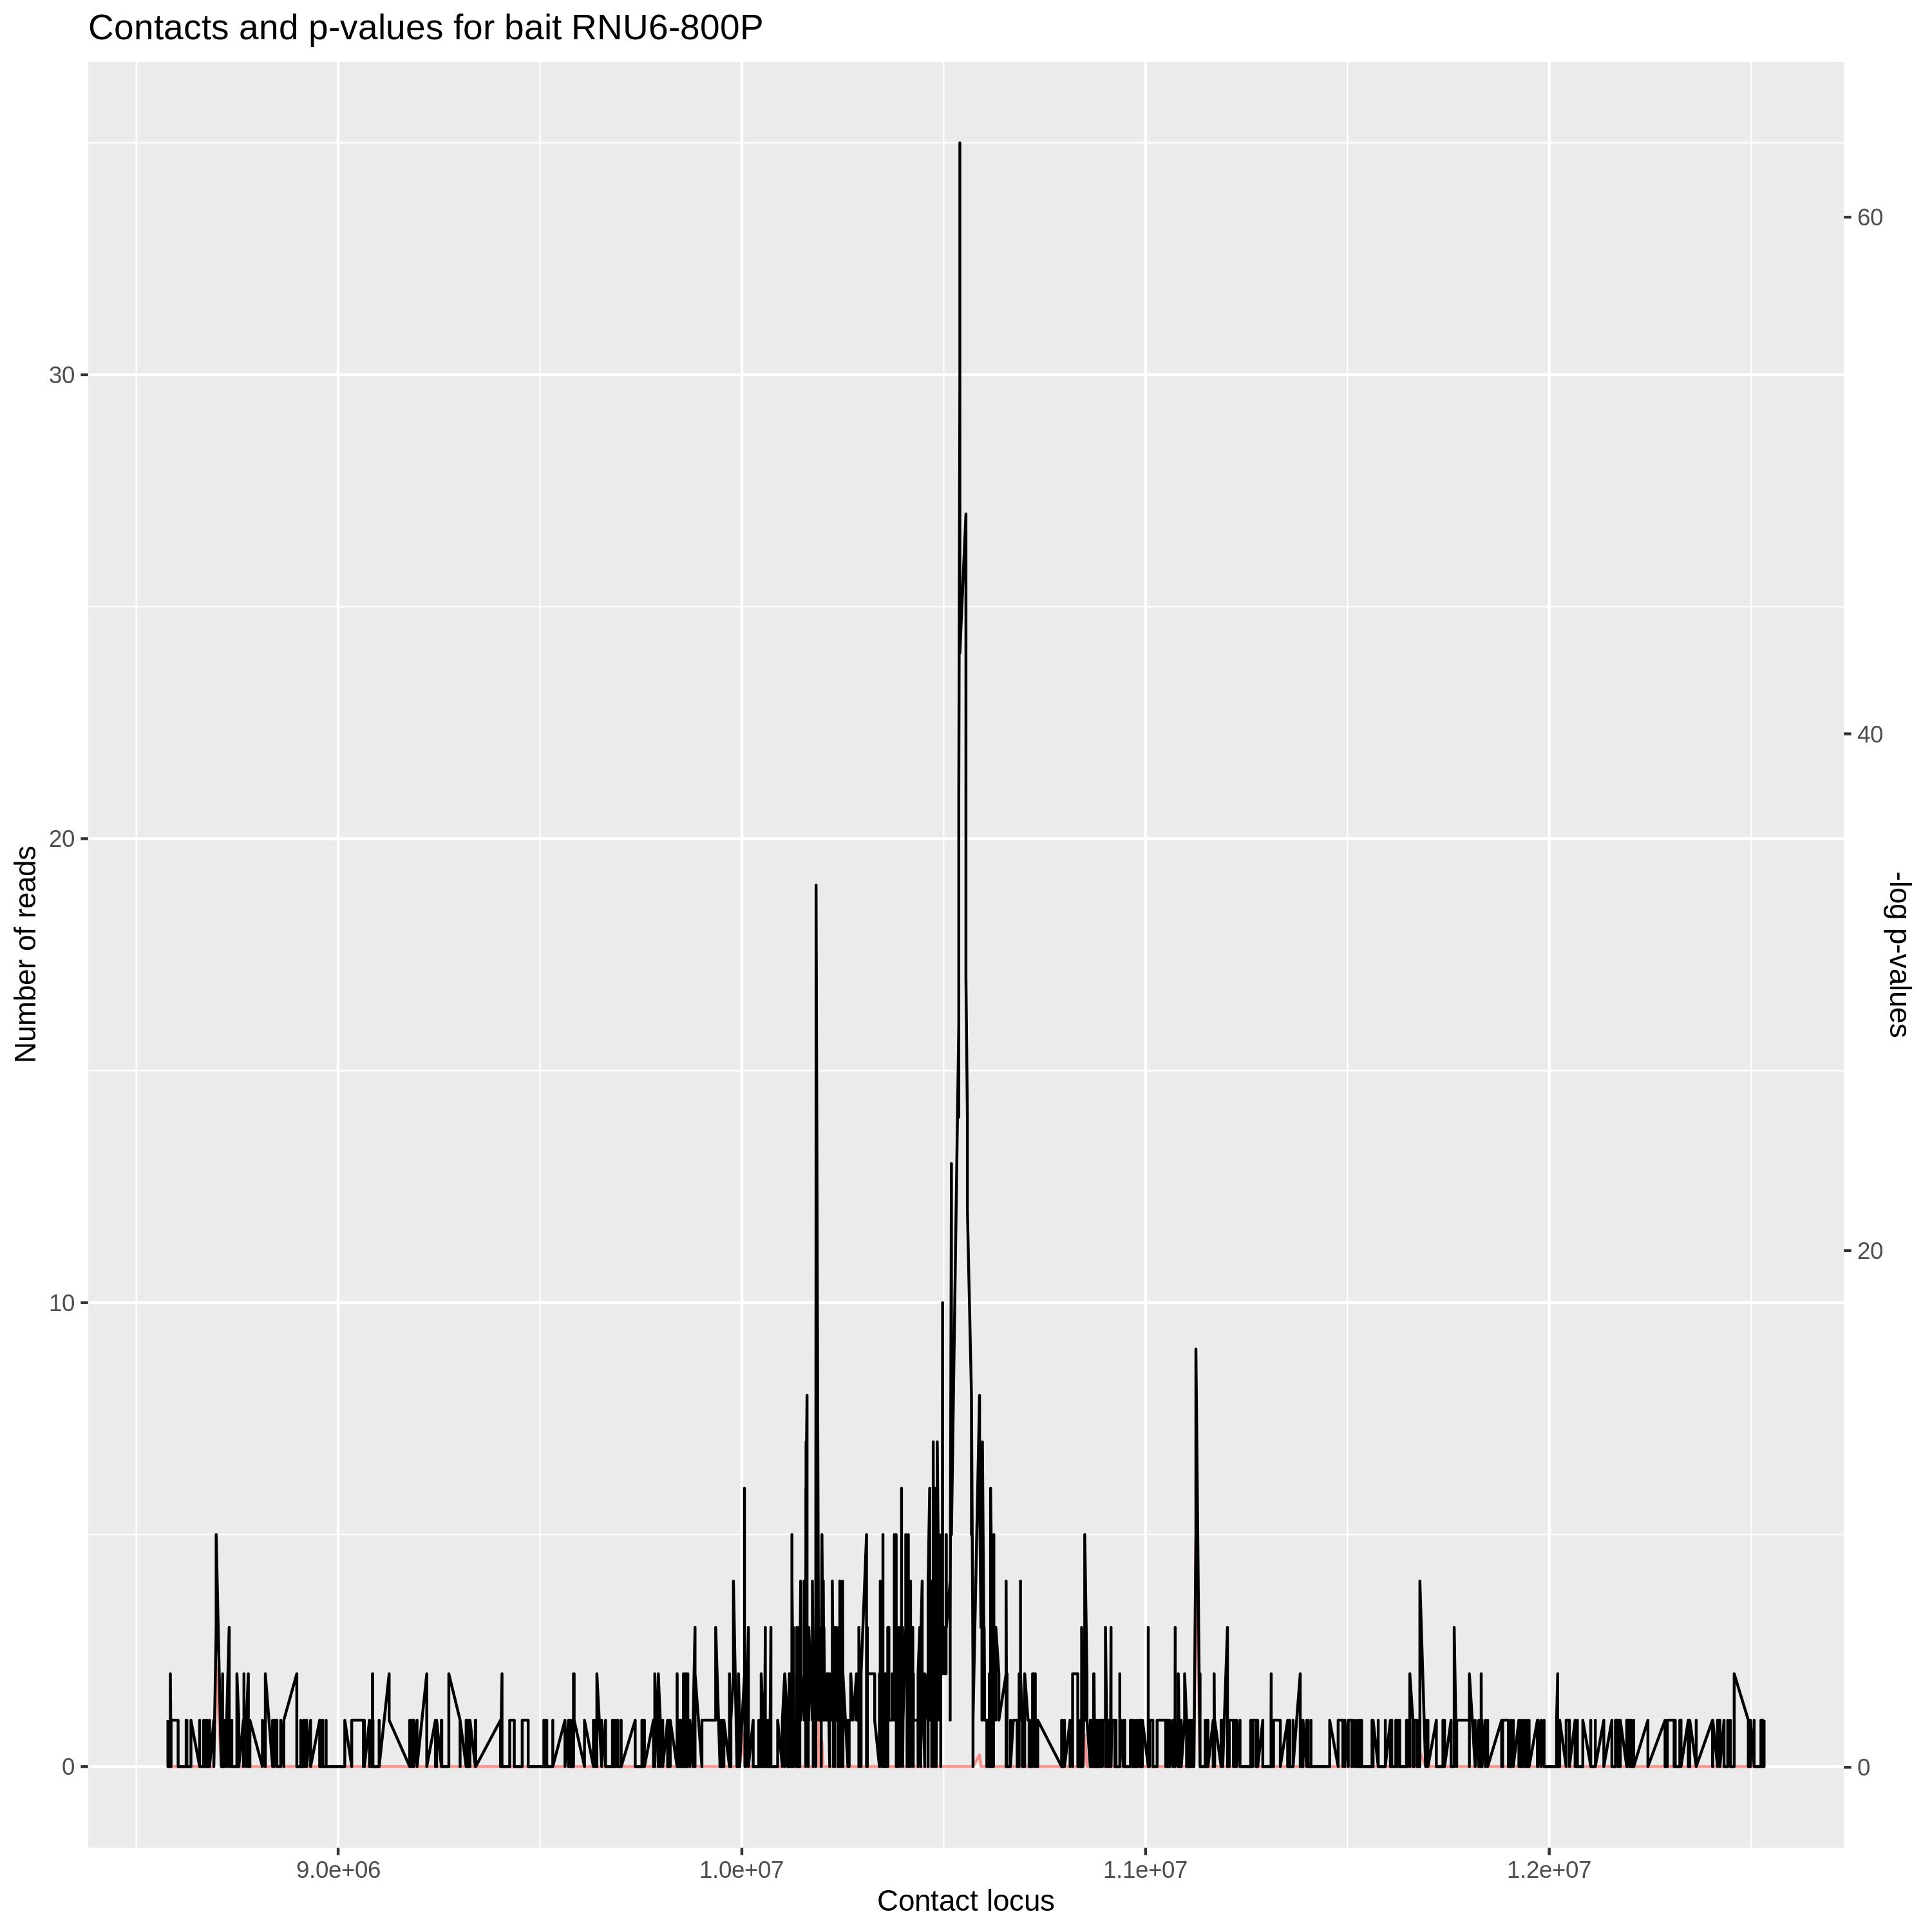 Contacts and p-values for bait RNU6-800P
60
30
40
20
20
10
0
0
Number of reads
-log p-values
9.0e+06
1.0e+07
1.1e+07
1.2e+07
Contact locus